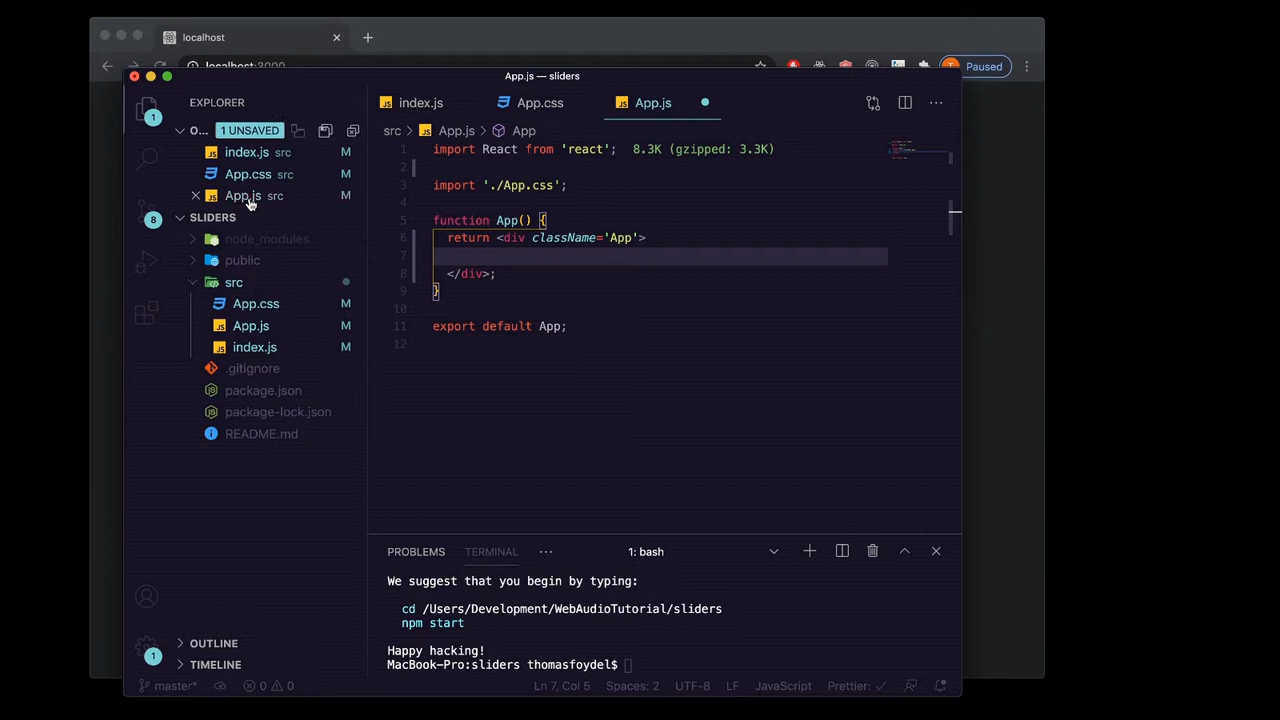 localhost
localhost:3000
Paused
App.js — sliders
EXPLORER
index.js
App.css
App.js
O...
1 UNSAVED
src > JS App.js > App
index.js src M
App.css src M
App.js src M
SLIDERS
node_modules
public
src
App.css M
App.js M
index.js M
.gitignore
package.json
package-lock.json
README.md
OUTLINE
TIMELINE
1
8
1
1 import React from 'react'; 8.3K (gzipped: 3.3K)
2
3 import './App.css';
4
5 function App() {
6 return <div className='App'>
7
8 </div>;
9 }
10
11 export default App;
12
PROBLEMS TERMINAL ... 1: bash
We suggest that you begin by typing:
cd /Users/Development/WebAudioTutorial/sliders
npm start
Happy hacking!
MacBook-Pro:sliders thomasfoydel$
master* 0 0 Ln 7, Col 5 Spaces: 2 UTF-8 LF JavaScript Prettier: ✓